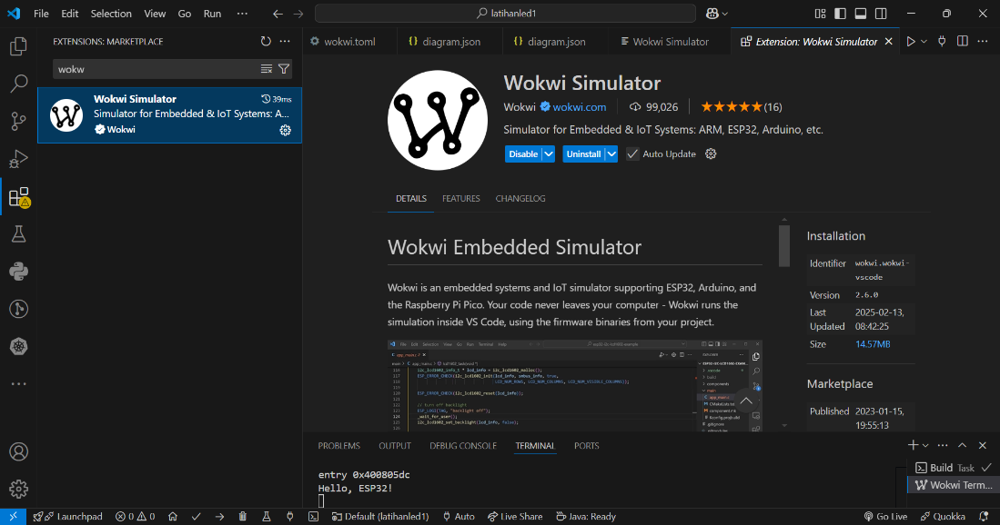 File Edit Selection View Go Run ··· latihanled1
EXTENSIONS: MARKETPLACE
wokw
Wokwi Simulator 39ms
Simulator for Embedded & IoT Systems: A...
Wokwi
wokwi.toml diagram.json diagram.json Wokwi Simulator Extension: Wokwi Simulator
Wokwi Simulator
Wokwi wokwi.com 99,026 (16)
Simulator for Embedded & IoT Systems: ARM, ESP32, Arduino, etc.
Disable Uninstall Auto Update
DETAILS FEATURES CHANGELOG
Wokwi Embedded Simulator
Wokwi is an embedded systems and IoT simulator supporting ESP32, Arduino, and
the Raspberry Pi Pico. Your code never leaves your computer - Wokwi runs the
simulation inside VS Code, using the firmware binaries from your project.
Installation
Identifier wokwi.wokwi-
vscode
Version 2.6.0
Last 2025-02-13,
Updated 08:42:25
Size 14.57MB
Marketplace
Published 2023-01-15,
19:55:13
PROBLEMS OUTPUT DEBUG CONSOLE TERMINAL PORTS
entry 0x400805dc
Hello, ESP32!
Build Task
Wokwi Term...
Launchpad 0 0 Default (latihanled1) Auto Live Share Java: Ready Go Live Quokka